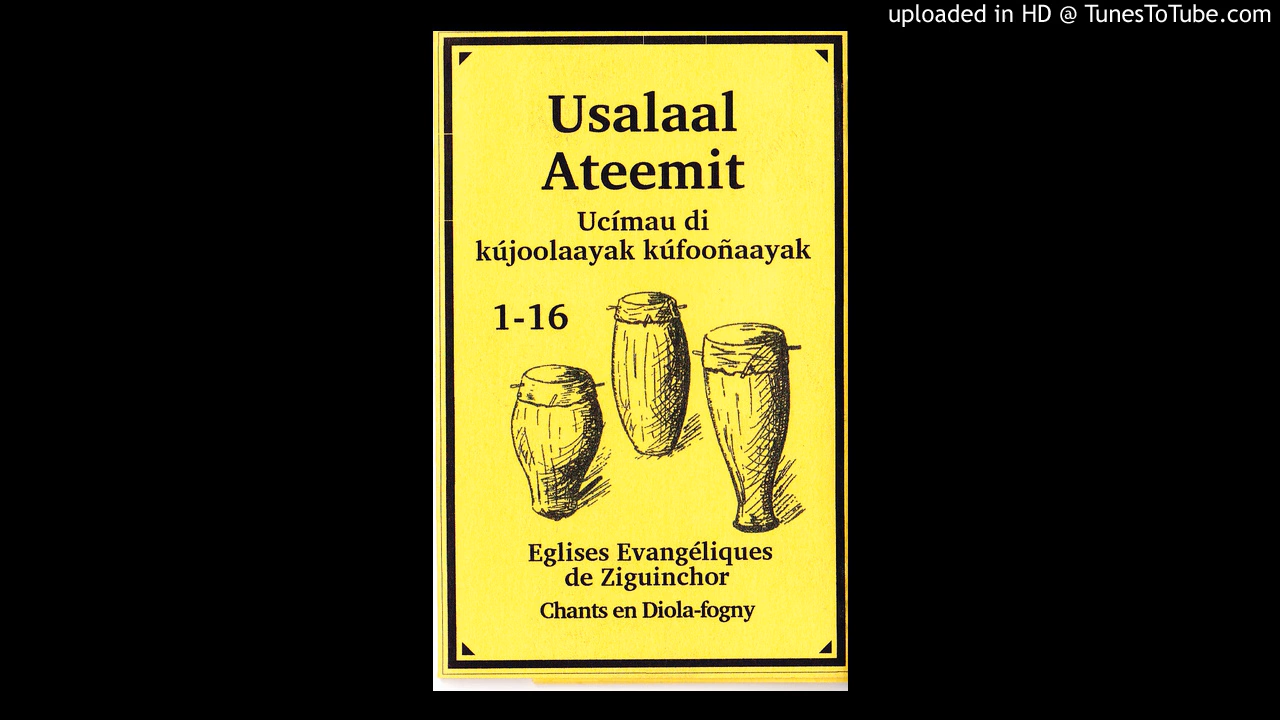 uploaded in HD @ TunesToTube.com
Usalaal
Ateemit
Ucímau di
kújoolaayak kúfooñaayak
1-16
Eglises Evangéliques
de Ziguinchor
Chants en Diola-fogny